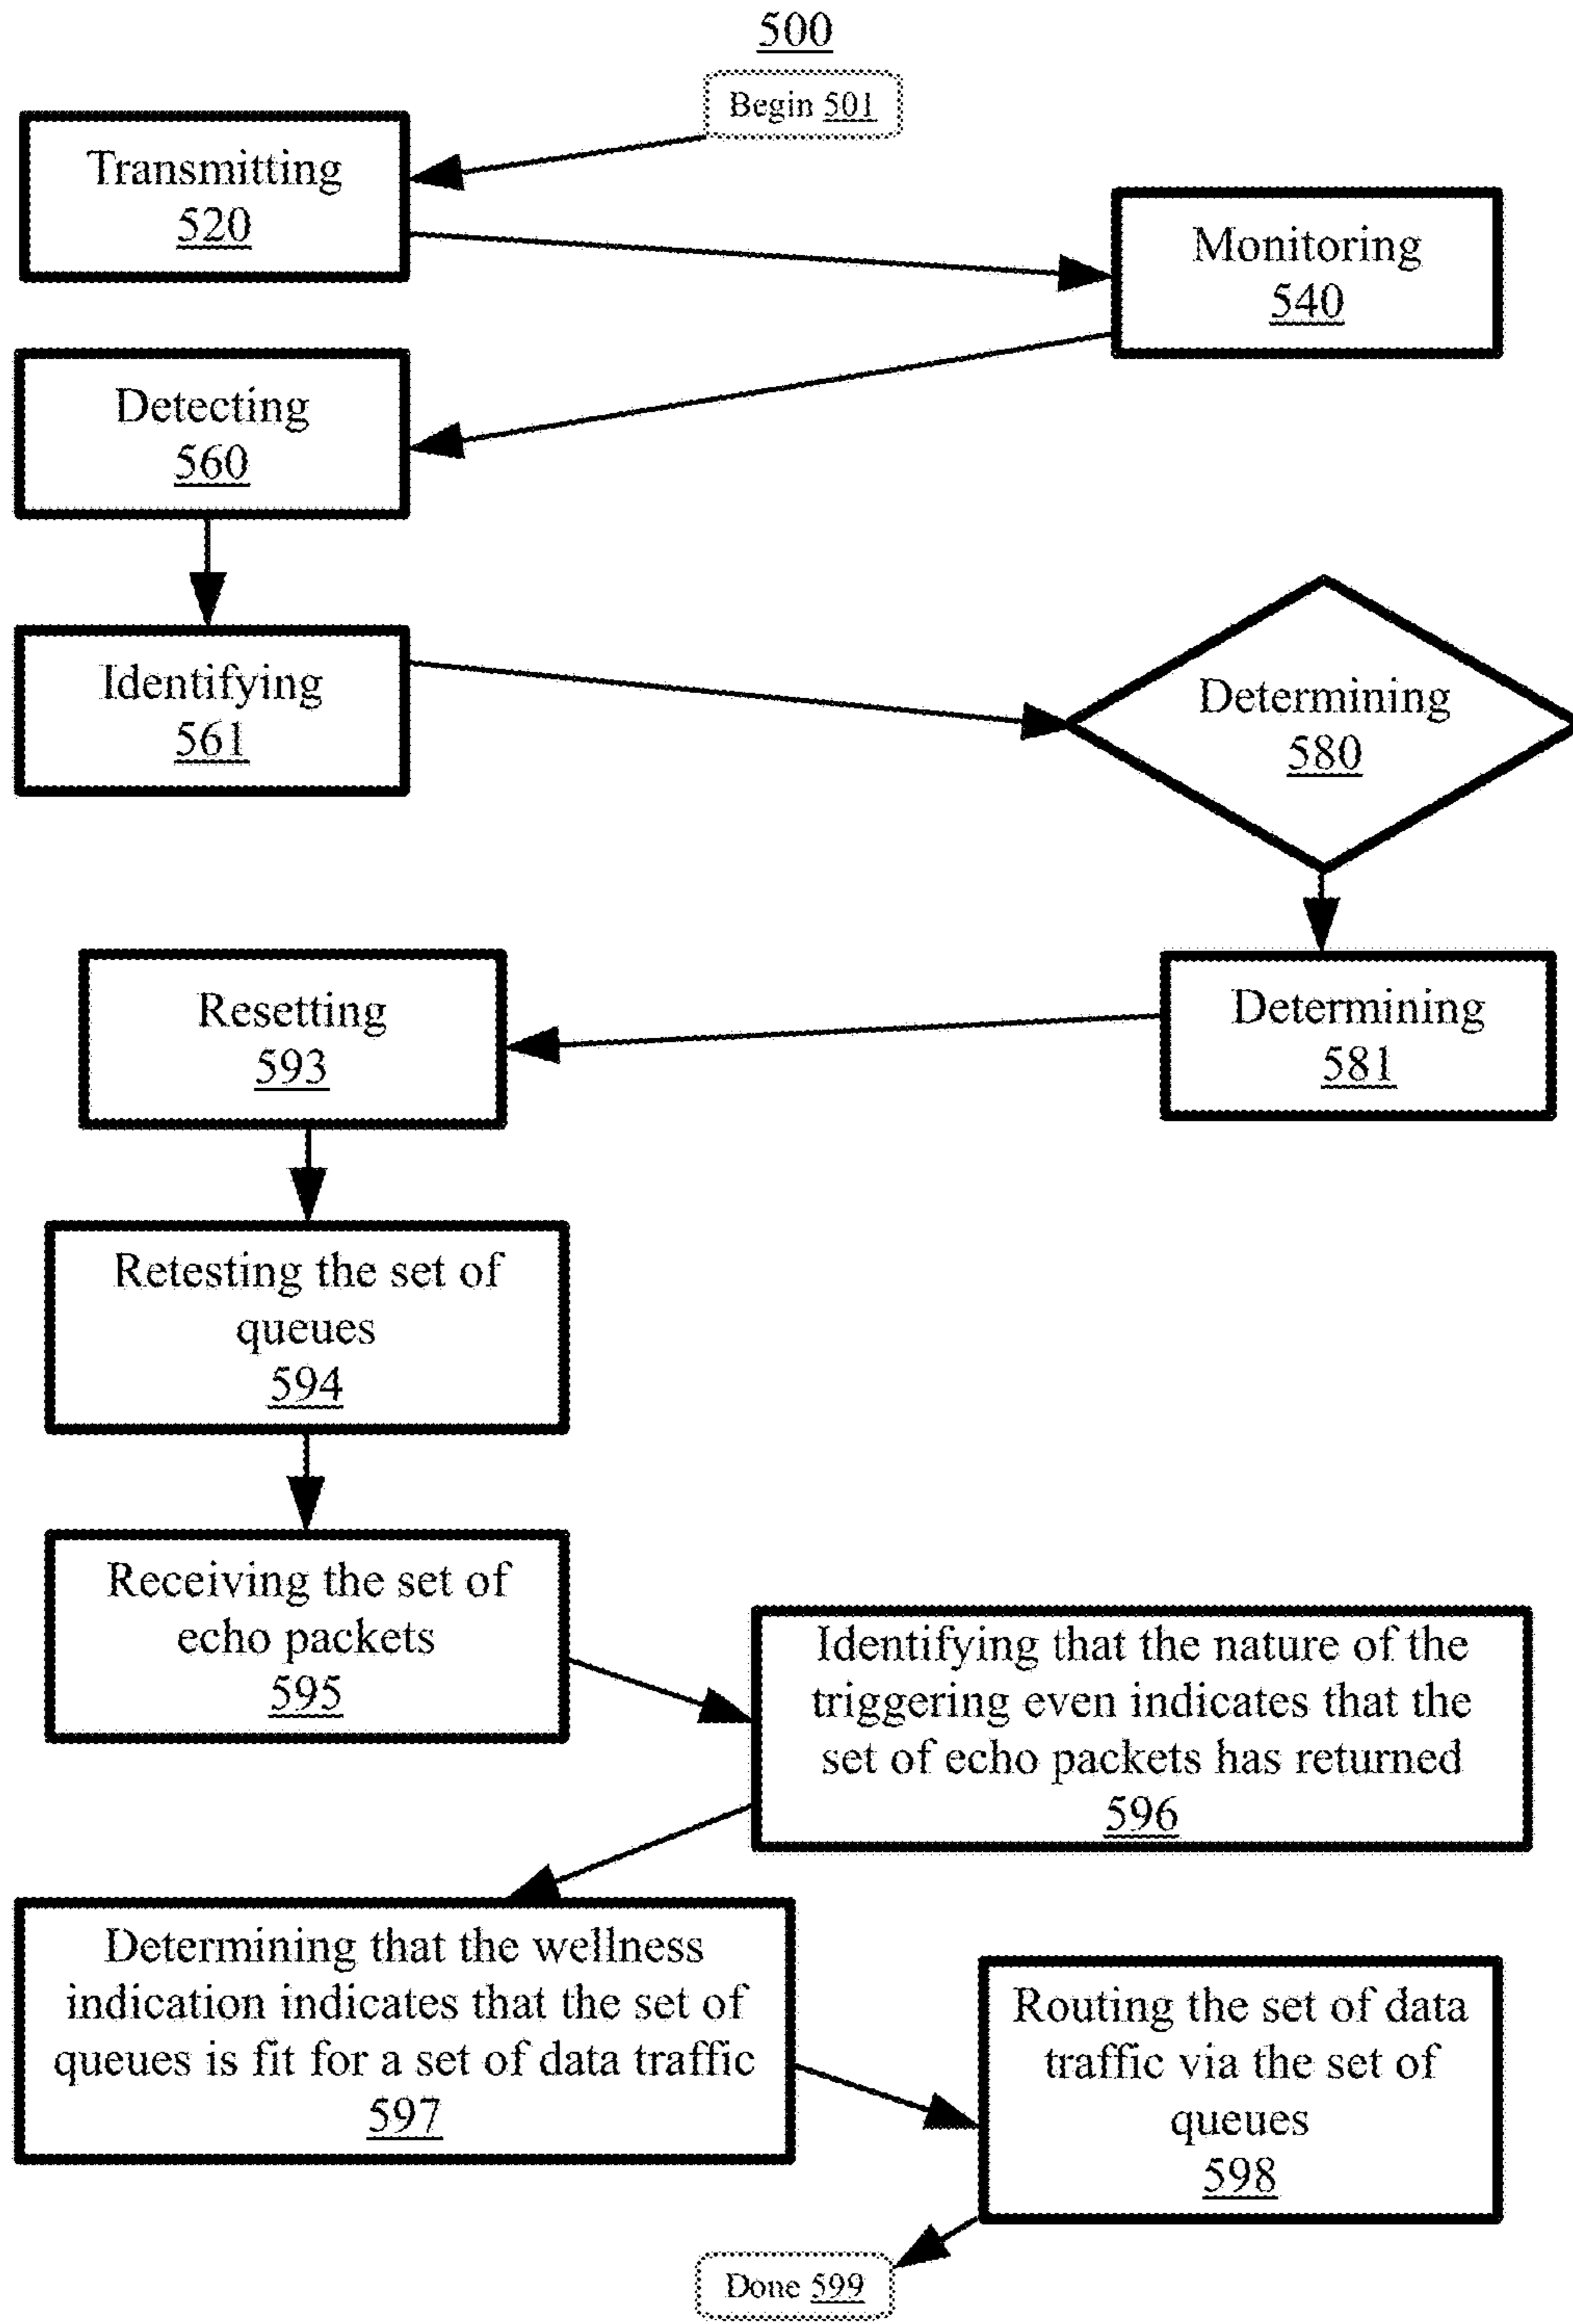 500
Begin 501
Transmitting
520
Monitoring
540
Detecting
560
Identifying
561
Determining
580
Determining
581
Resetting
593
Retesting the set of
queues
594
Receiving the set of
echo packets
595
Identifying that the nature of the
triggering even indicates that the
set of echo packets has returned
596
Determining that the wellness
indication indicates that the set of
queues is fit for a set of data traffic
597
Routing the set of data
traffic via the set of
queues
598
Done 599